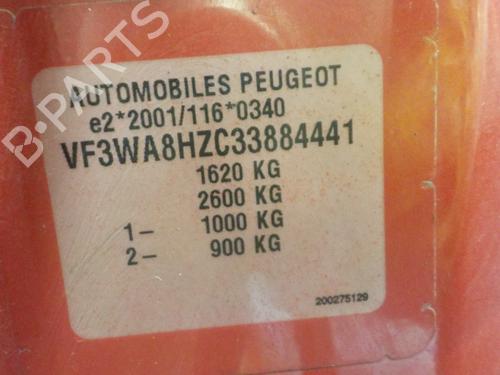 B-PARTS
AUTOMOBILES PEUGEOT
e2*2001/116*0340
VF3WA8HZC33884441
1620 KG
2600 KG
1- 1000 KG
2- 900 KG
200275129